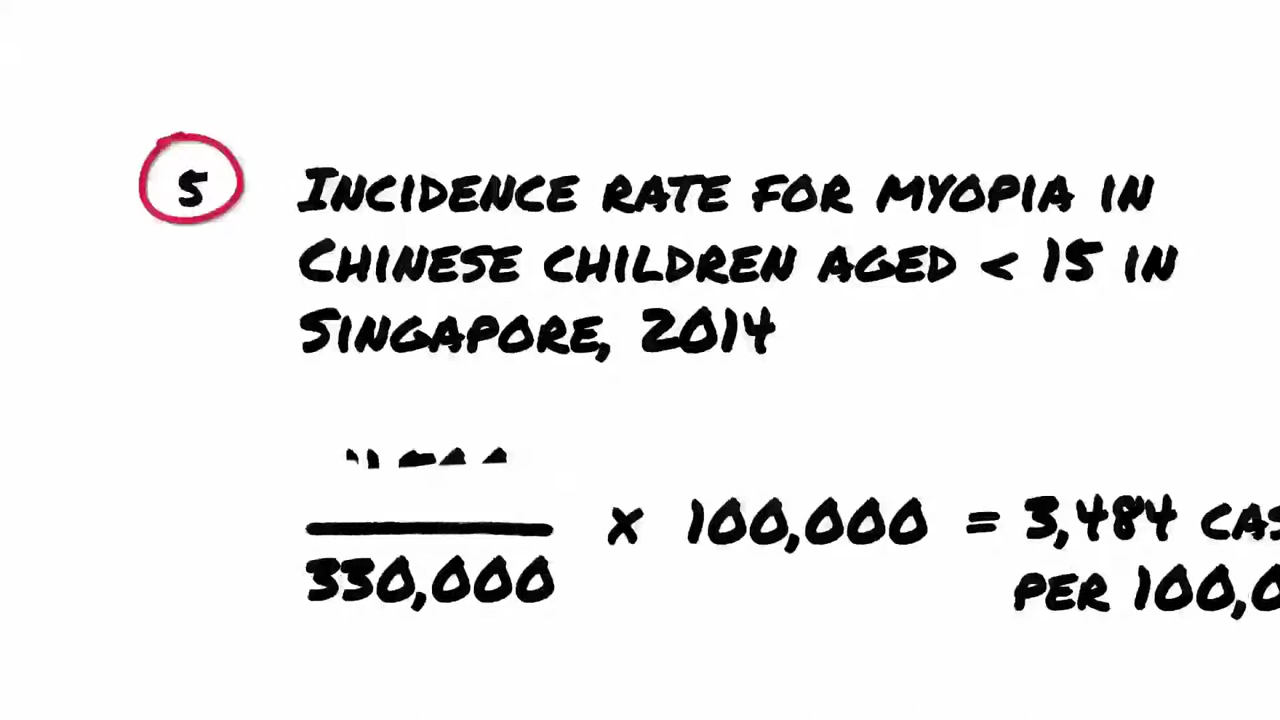 5
Incidence rate for myopia in
Chinese children aged < 15 in
Singapore, 2014
330,000
x 100,000 = 3,484
per